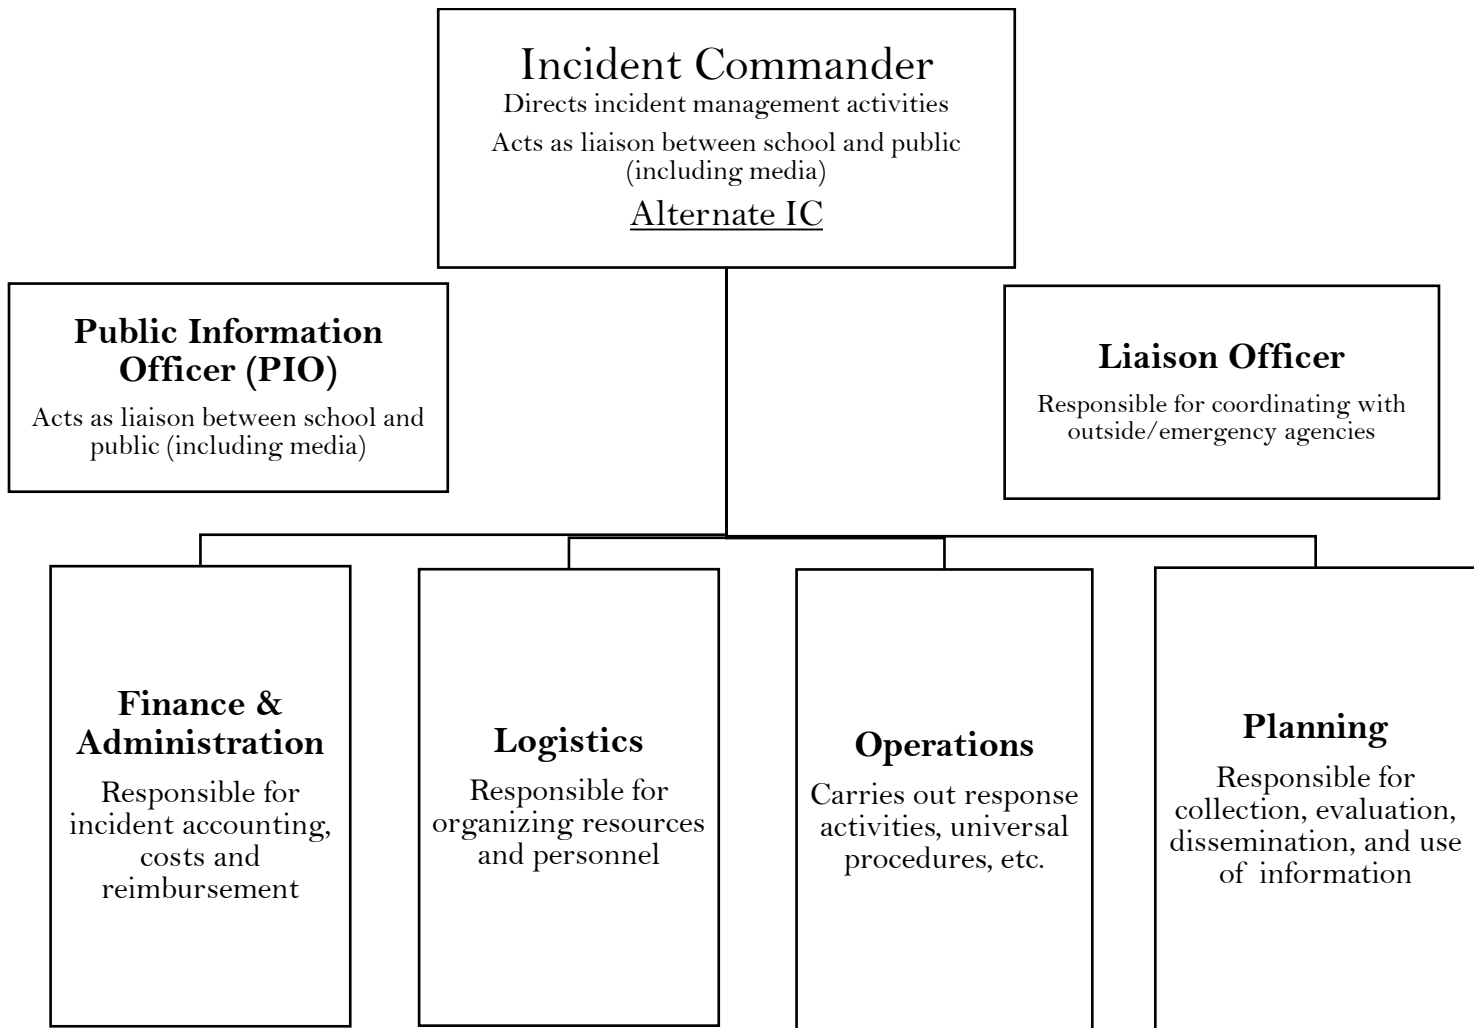 Incident Commander
Directs incident management activities
Acts as liaison between school and public
(including media)
Alternate IC
Public Information
Officer (PIO)
Acts as liaison between school and
public (including media)
Liaison Officer
Responsible for coordinating with
outside/emergency agencies
Finance &
Administration
Responsible for
incident accounting,
costs and
reimbursement
Logistics
Responsible for
organizing resources
and personnel
Operations
Carries out response
activities, universal
procedures, etc.
Planning
Responsible for
collection, evaluation,
dissemination, and use
of information